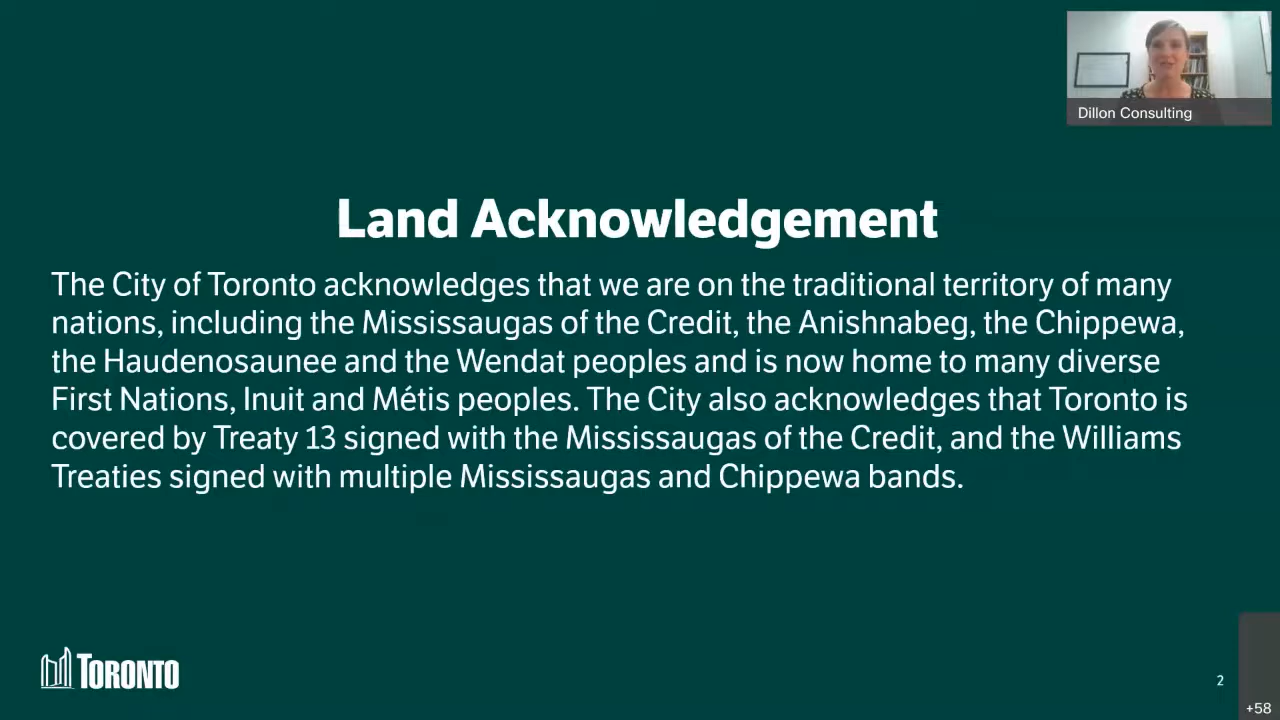 Dillon Consulting
Land Acknowledgement
The City of Toronto acknowledges that we are on the traditional territory of many
nations, including the Mississaugas of the Credit, the Anishnabeg, the Chippewa,
the Haudenosaunee and the Wendat peoples and is now home to many diverse
First Nations, Inuit and Métis peoples. The City also acknowledges that Toronto is
covered by Treaty 13 signed with the Mississaugas of the Credit, and the Williams
Treaties signed with multiple Mississaugas and Chippewa bands.
TORONTO
2
+58